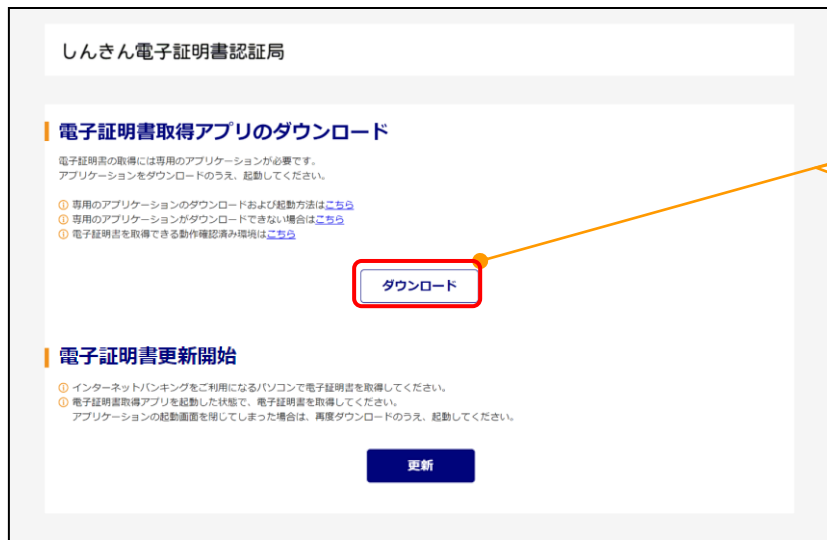 しんきん電子証明書認証局
電子証明書取得アプリのダウンロード
電子証明書の取得には専用のアプリケーションが必要です。
アプリケーションをダウンロードのうえ、起動してください。
① 専用のアプリケーションのダウンロードおよび起動方法はこちら
① 専用のアプリケーションがダウンロードできない場合はこちら
① 電子証明書を取得できる動作確認済み環境はこちら
ダウンロード
電子証明書更新開始
① インターネットバンキングをご利用になるパソコンで電子証明書を取得してください。
① 電子証明書取得アプリを起動した状態で、電子証明書を取得してください。
アプリケーションの起動画面を閉じてしまった場合は、再度ダウンロードのうえ、起動してください。
更新